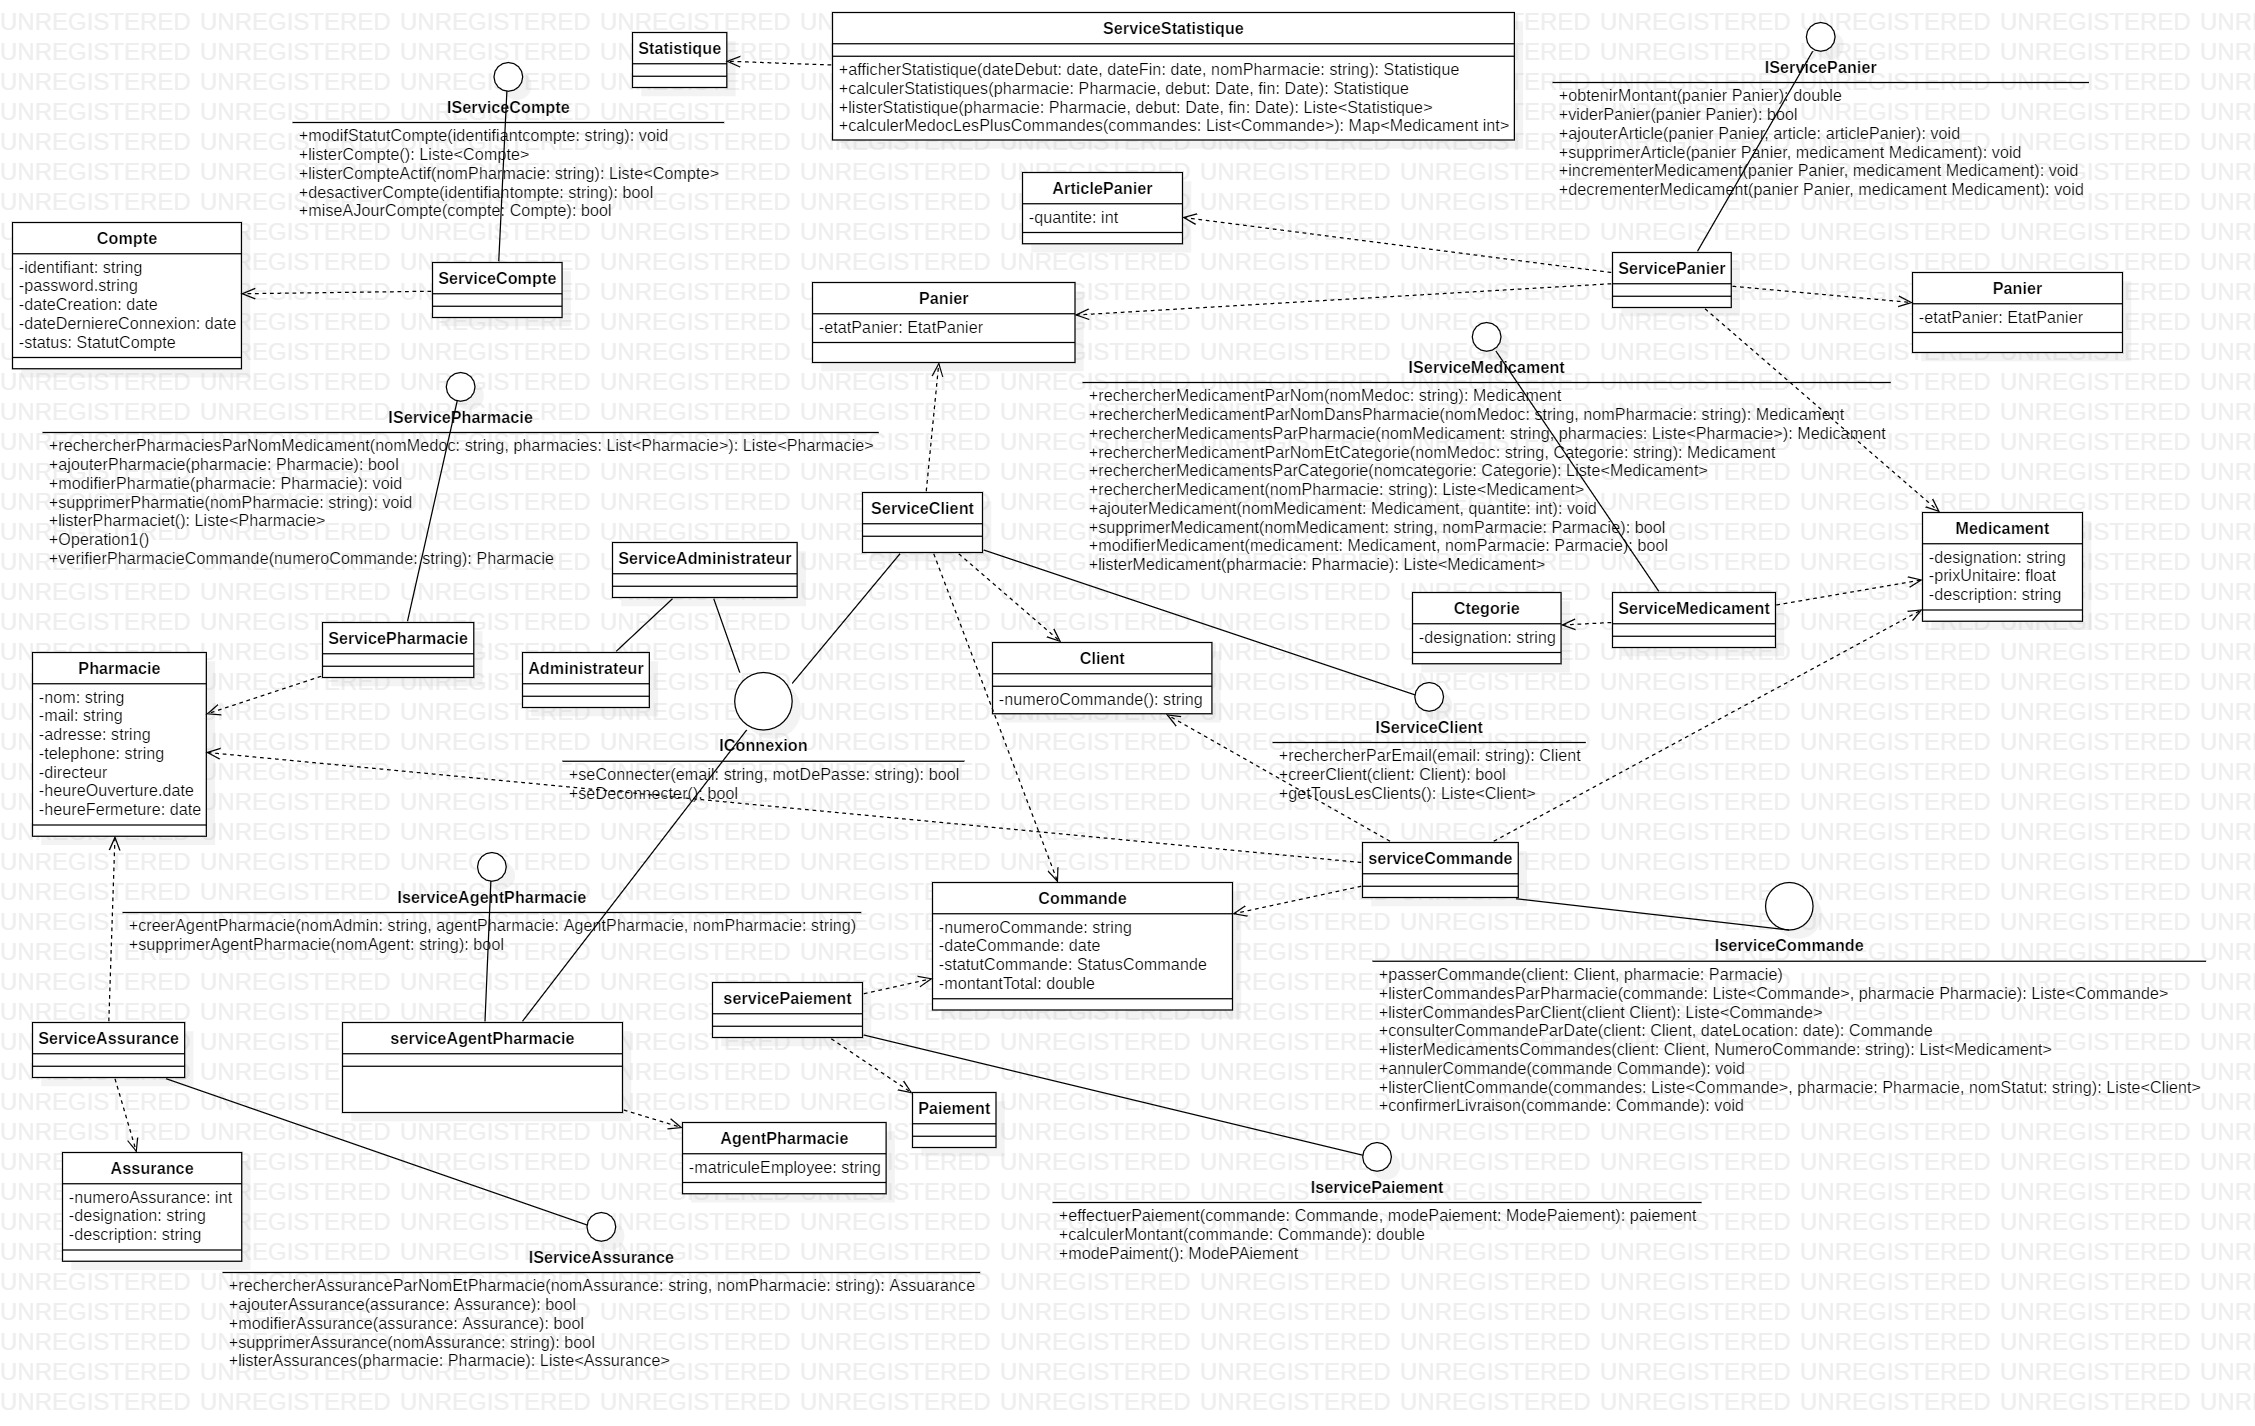 Statistique
ServiceStatistique
+afficherStatistique(dateDebut: date, dateFin: date, nomPharmacie: string): Statistique
+calculerStatistiques(pharmacie: Pharmacie, debut: Date, fin: Date): Statistique
+listerStatistique(pharmacie: Pharmacie, debut: Date, fin: Date): Liste<Statistique>
+calculerMedocLesPlusCommandes(commandes: List<Commande>): Map<Medicament int>
IServicePanier
+obtenirMontant(panier Panier): double
+viderPanier(panier Panier): bool
+ajouterArticle(panier Panier, article: articlePanier): void
+supprimerArticle(panier Panier, medicament Medicament): void
+incrementerMedicament(panier Panier, medicament Medicament): void
+decrementerMedicament(panier Panier, medicament Medicament): void
IServiceCompte
+modifStatutCompte(identifiantcompte: string): void
+listerCompte(): Liste<Compte>
+listerCompteActif(nomPharmacie: string): Liste<Compte>
+desactiverCompte(identifiantompte: string): bool
+miseAJourCompte(compte: Compte): bool
ArticlePanier
-quantite: int
Compte
-identifiant: string
-password.string
-dateCreation: date
-dateDerniereConnexion: date
-status: StatutCompte
ServiceCompte
ServicePanier
Panier
-etatPanier: EtatPanier
Panier
-etatPanier: EtatPanier
IServiceMedicament
+rechercherMedicamentParNom(nomMedoc: string): Medicament
+rechercherMedicamentParNomDansPharmacie(nomMedoc: string, nomPharmacie: string): Medicament
+rechercherMedicamentsParPharmacie(nomMedicament: string, pharmacies: Liste<Pharmacie>): Medicament
+rechercherMedicamentParNomEtCategorie(nomMedoc: string, Categorie: string): Medicament
+rechercherMedicamentsParCategorie(nomcategorie: Categorie): Liste<Medicament>
+rechercherMedicament(nomPharmacie: string): Liste<Medicament>
+ajouterMedicament(nomMedicament: Medicament, quantite: int): void
+supprimerMedicament(nomMedicament: string, nomParmacie: Parmacie): bool
+modifierMedicament(medicament: Medicament, nomParmacie: Parmacie): bool
+listerMedicament(pharmacie: Pharmacie): Liste<Medicament>
IServicePharmacie
+rechercherPharmaciesParNomMedicament(nomMedoc: string, pharmacies: List<Pharmacie>): Liste<Pharmacie>
+ajouterPharmacie(pharmacie: Pharmacie): bool
+modifierPharmatie(pharmacie: Pharmacie): void
+supprimerPharmatie(nomPharmacie: string): void
+listerPharmaciet(): Liste<Pharmacie>
+Operation1()
+verifierPharmacieCommande(numeroCommande: string): Pharmacie
ServiceClient
ServiceAdministrateur
Medicament
-designation: string
-prixUnitaire: float
-description: string
Ctegorie
-designation: string
ServiceMedicament
ServicePharmacie
Administrateur
Client
-numeroCommande(): string
Pharmacie
-nom: string
-mail: string
-adresse: string
-telephone: string
-directeur
-heureOuverture.date
-heureFermeture: date
IConnexion
+seConnecter(email: string, motDePasse: string): bool
+seDeconnecter(): bool
IServiceClient
+rechercherParEmail(email: string): Client
+creerClient(client: Client): bool
+getTousLesClients(): Liste<Client>
serviceCommande
IserviceAgentPharmacie
+creerAgentPharmacie(nomAdmin: string, agentPharmacie: AgentPharmacie, nomPharmacie: string)
+supprimerAgentPharmacie(nomAgent: string): bool
Commande
-numeroCommande: string
-dateCommande: date
-statutCommande: StatusCommande
-montantTotal: double
IserviceCommande
+passerCommande(client: Client, pharmacie: Parmacie)
+listerCommandesParPharmacie(commande: Liste<Commande>, pharmacie Pharmacie): Liste<Commande>
+listerCommandesParClient(client Client): Liste<Commande>
+consulterCommandeParDate(client: Client, dateLocation: date): Commande
+listerMedicamentsCommandes(client: Client, NumeroCommande: string): List<Medicament>
+annulerCommande(commande Commande): void
+listerClientCommande(commandes: Liste<Commande>, pharmacie: Pharmacie, nomStatut: string): Liste<Client>
+confirmerLivraison(commande: Commande): void
servicePaiement
ServiceAssurance
serviceAgentPharmacie
Paiement
AgentPharmacie
-matriculeEmployee: string
Assurance
-numeroAssurance: int
-designation: string
-description: string
IservicePaiement
+effectuerPaiement(commande: Commande, modePaiement: ModePaiement): paiement
+calculerMontant(commande: Commande): double
+modePaiment(): ModePAiement
IServiceAssurance
+rechercherAssuranceParNomEtPharmacie(nomAssurance: string, nomPharmacie: string): Assuarance
+ajouterAssurance(assurance: Assurance): bool
+modifierAssurance(assurance: Assurance): bool
+supprimerAssurance(nomAssurance: string): bool
+listerAssurances(pharmacie: Pharmacie): Liste<Assurance>
UNREGISTERED